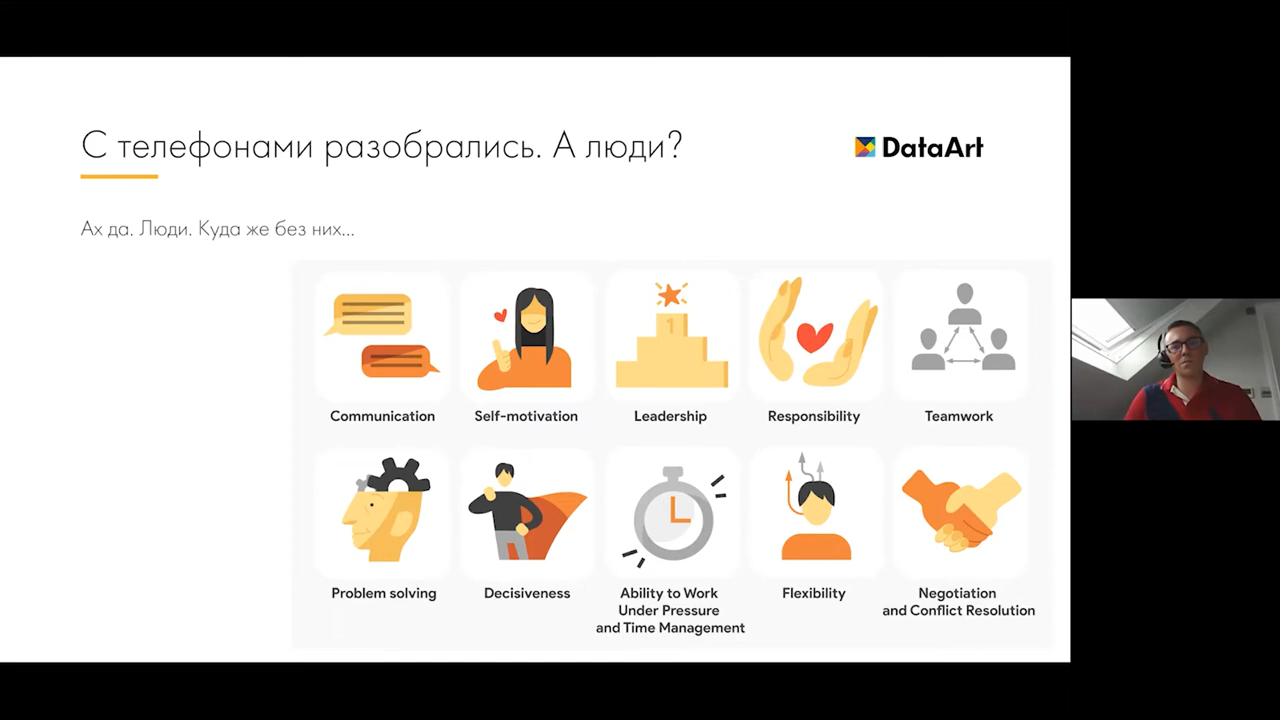 С телефонами разобрались. А люди?
DataArt
Ах да. Люди. Куда же без них...
Communication
Self-motivation
Leadership
Responsibility
Teamwork
1
Problem solving
Decisiveness
Ability to Work
Under Pressure
and Time Management
Flexibility
Negotiation
and Conflict Resolution